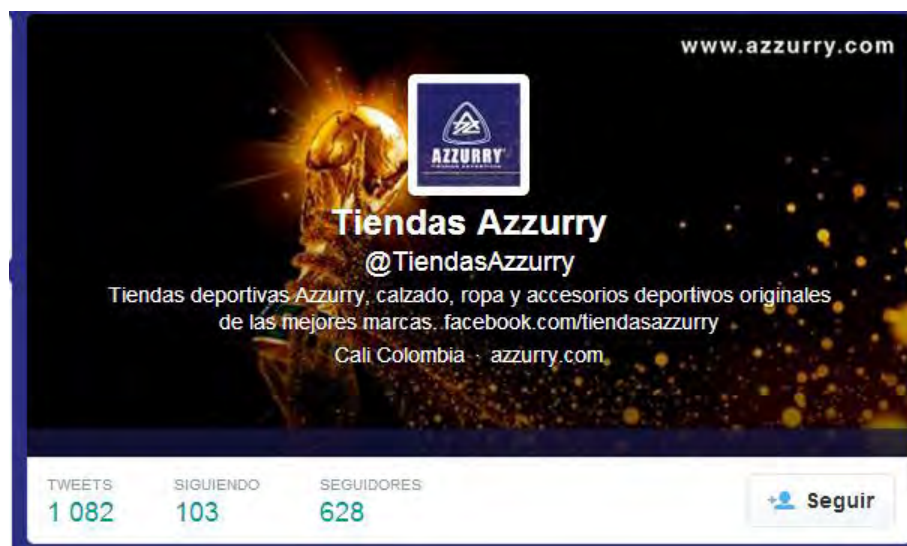 www.azzurry.com
AZZURRY
Tiendas Azzurry
@TiendasAzzurry
Tiendas deportivas Azzurry, calzado, ropa y accesorios deportivos originales
de las mejores marcas. facebook.com/tiendasazzurry
Cali Colombia · azzurry.com
TWEETS SIGUIENDO SEGUIDORES
1 082 103 628
Seguir